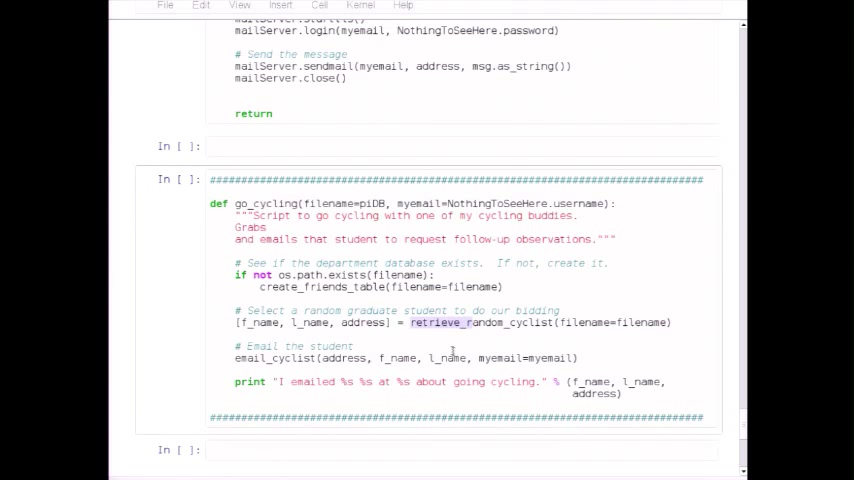 File Edit View Insert Cell Kernel Help
mailServer.starttls()
mailServer.login(myemail, NothingToSeeHere.password)
# Send the message
mailServer.sendmail(myemail, address, msg.as_string())
mailServer.close()
return
In [ ]:
In [ ]:
################################################################################
def go_cycling(filename=piDB, myemail=NothingToSeeHere.username):
"""Script to go cycling with one of my cycling buddies.
Grabs
and emails that student to request follow-up observations."""
# See if the department database exists.  If not, create it.
if not os.path.exists(filename):
create_friends_table(filename=filename)
# Select a random graduate student to do our bidding
[f_name, l_name, address] = retrieve_random_cyclist(filename=filename)
# Email the student
email_cyclist(address, f_name, l_name, myemail=myemail)
print "I emailed %s %s at %s about going cycling." % (f_name, l_name,
address)
################################################################################
In [ ]: